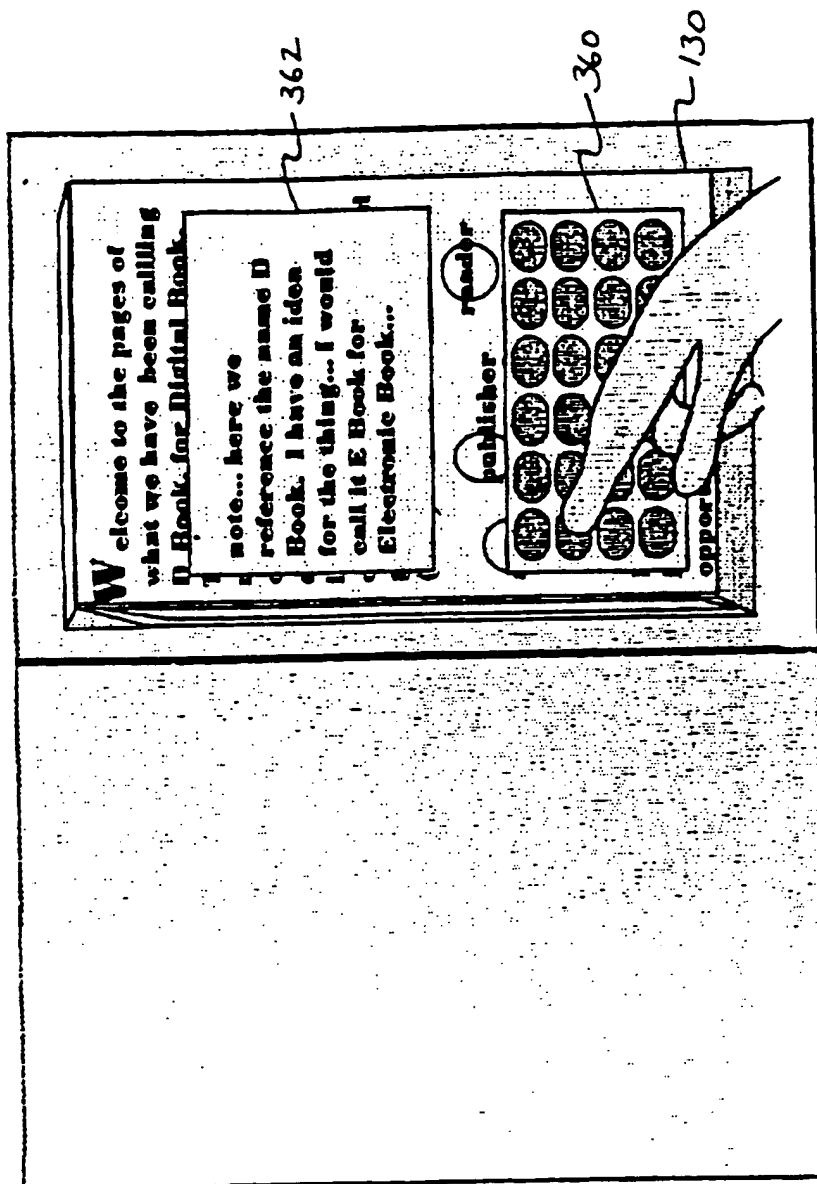 Welcome to the pages of
what we have been callling
D Book, for Digital Book.
note... here we
reference the name D
Book. I have an idea
for the thing... I would
call it E Book for
Electronic Book...
publisher
reador
oppor
362
360
130